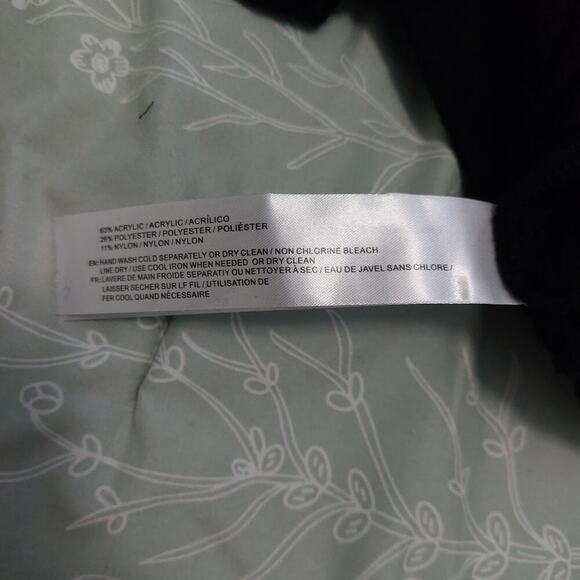 63% ACRYLIC / ACRYLIC / ACRÍLICO
26% POLYESTER / POLYESTER / POLIÉSTER
11% NYLON / NYLON / NYLON
EN: HAND WASH COLD SEPARATELY OR DRY CLEAN / NON CHLORINE BLEACH
LINE DRY / USE COOL IRON WHEN NEEDED OR DRY CLEAN
FR: LAVERE DE MAIN FROIDE SEPARATIY OU NETTOYER À SEC / EAU DE JAVEL SANS CHLORE /
LAISSER SECHER SUR LF FIL / UTILISATION DE
FER COOL QUAND NÉCESSAIRE